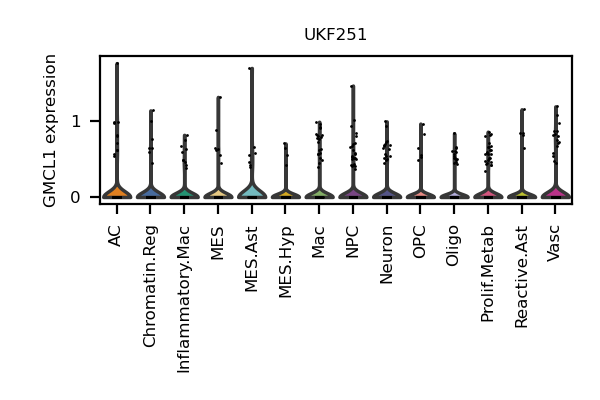 UKF251
GMCL1 expression
1
0
AC
Chromatin.Reg
Inflammatory.Mac
MES
MES.Ast
MES.Hyp
Mac
NPC
Neuron
OPC
Oligo
Prolif.Metab
Reactive.Ast
Vasc